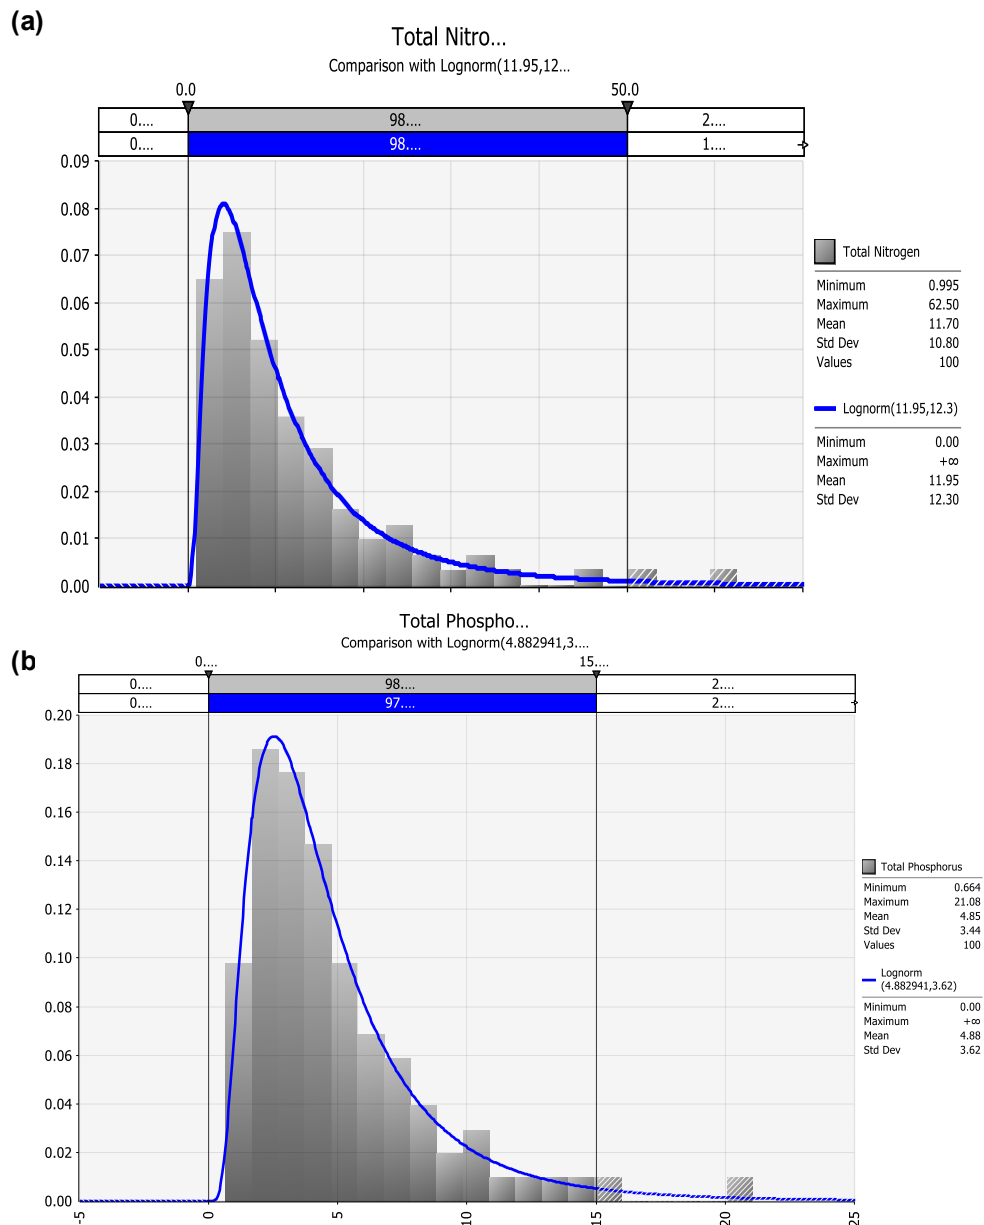 (a)
Total Nitro...
Comparison with Lognorm(11.95,12...
0.0 50.0
0.... 98.... 2....
0.... 98.... 1....
0.09
0.08
0.07
0.06
0.05
0.04
0.03
0.02
0.01
0.00
Total Nitrogen
Minimum 0.995
Maximum 62.50
Mean 11.70
Std Dev 10.80
Values 100
Lognorm(11.95,12.3)
Minimum 0.00
Maximum +∞
Mean 11.95
Std Dev 12.30
(b
Total Phospho...
Comparison with Lognorm(4.882941,3....
0.... 15....
0.... 98.... 2....
0.... 97.... 2....
0.20
0.18
0.16
0.14
0.12
0.10
0.08
0.06
0.04
0.02
0.00
-5 0 5 10 15 20 25
Total Phosphorus
Minimum 0.664
Maximum 21.08
Mean 4.85
Std Dev 3.44
Values 100
Lognorm
(4.882941,3.62)
Minimum 0.00
Maximum +∞
Mean 4.88
Std Dev 3.62